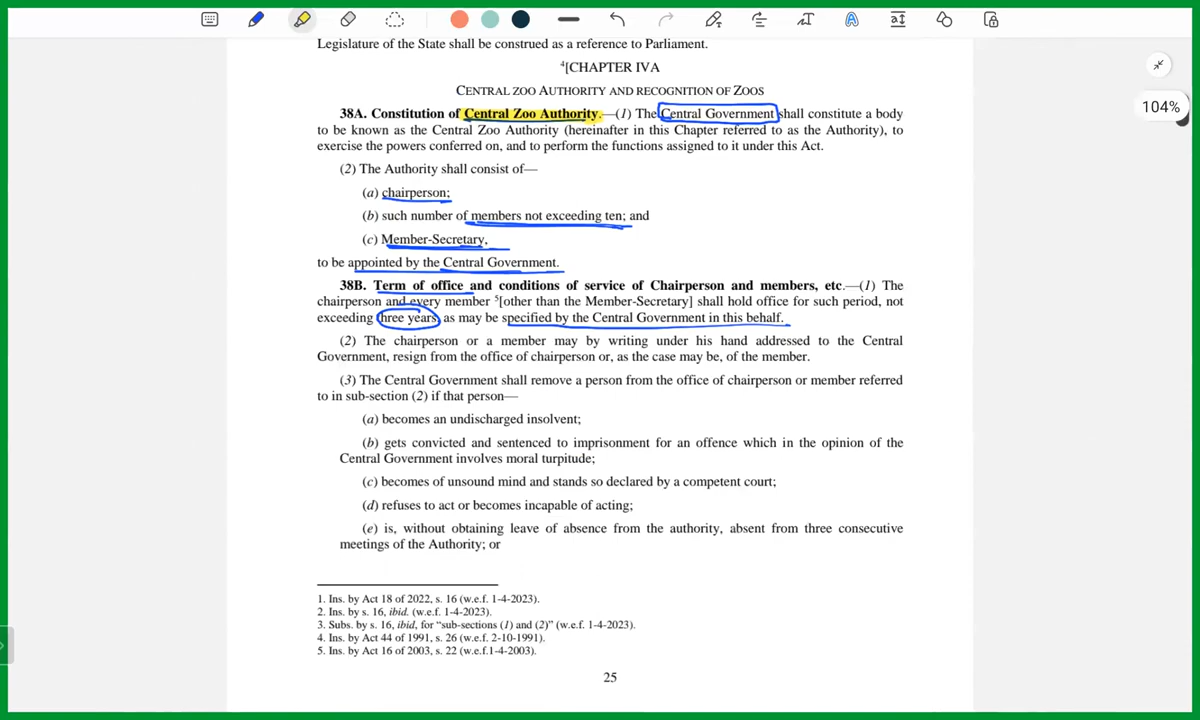 Legislature of the State shall be construed as a reference to Parliament.
4[CHAPTER IVA
CENTRAL ZOO AUTHORITY AND RECOGNITION OF ZOOS
104%
38A. Constitution of Central Zoo Authority.—(1) The Central Government shall constitute a body
to be known as the Central Zoo Authority (hereinafter in this Chapter referred to as the Authority), to
exercise the powers conferred on, and to perform the functions assigned to it under this Act.
(2) The Authority shall consist of—
(a) chairperson;
(b) such number of members not exceeding ten; and
(c) Member-Secretary,
to be appointed by the Central Government.
38B. Term of office and conditions of service of Chairperson and members, etc.—(1) The
chairperson and every member 5[other than the Member-Secretary] shall hold office for such period, not
exceeding three years, as may be specified by the Central Government in this behalf.
(2) The chairperson or a member may by writing under his hand addressed to the Central
Government, resign from the office of chairperson or, as the case may be, of the member.
(3) The Central Government shall remove a person from the office of chairperson or member referred
to in sub-section (2) if that person—
(a) becomes an undischarged insolvent;
(b) gets convicted and sentenced to imprisonment for an offence which in the opinion of the
Central Government involves moral turpitude;
(c) becomes of unsound mind and stands so declared by a competent court;
(d) refuses to act or becomes incapable of acting;
(e) is, without obtaining leave of absence from the authority, absent from three consecutive
meetings of the Authority; or
1. Ins. by Act 18 of 2022, s. 16 (w.e.f. 1-4-2023).
2. Ins. by s. 16, ibid. (w.e.f. 1-4-2023).
3. Subs. by s. 16, ibid, for “sub-sections (1) and (2)” (w.e.f. 1-4-2023).
4. Ins. by Act 44 of 1991, s. 26 (w.e.f. 2-10-1991).
5. Ins. by Act 16 of 2003, s. 22 (w.e.f.1-4-2003).
25